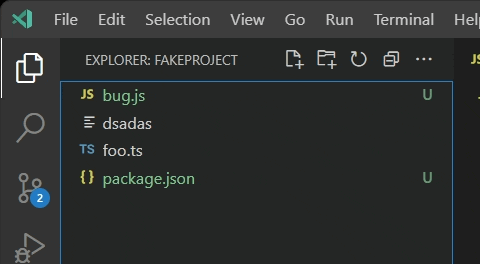 File Edit Selection View Go Run Terminal
EXPLORER: FAKEPROJECT
JS bug.js U
dsadas
TS foo.ts
{ } package.json U
2